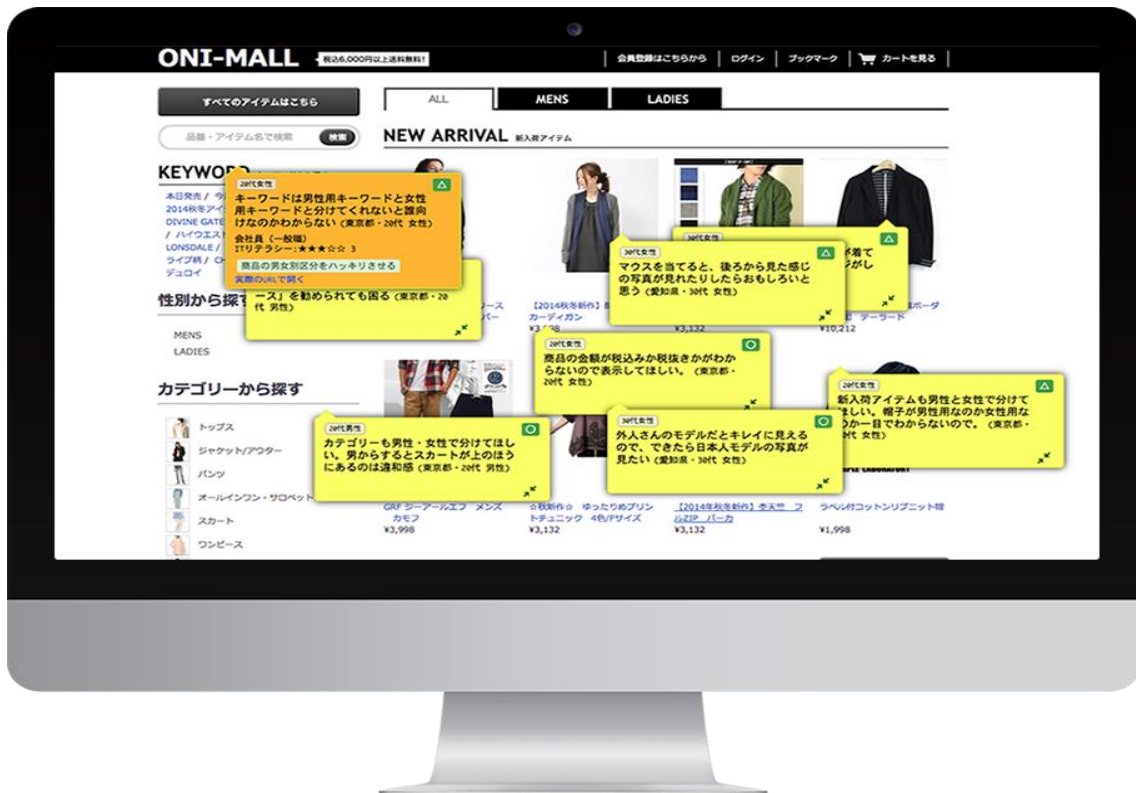 ONI-MALL
税込6,000円以上送料無料!
会員登録はこちらから
ログイン
ブックマーク
カートを見る
すべてのアイテムはこちら
ALL
MENS
LADIES
品番・アイテム名で検索
検索
NEW ARRIVAL 新入荷アイテム
KEYWORD
本日発売 /
2014秋冬アイ
DIVINE GATE
/ ハイウエスト
LONSDALE /
ライブ柄 /
デュロイ
20代女性
キーワードは男性用キーワードと女性
用キーワードと分けてくれないと誰向
けなのかわからない (東京都・20代 女性)
会社員 (一般職)
ITリテラシー:★★★☆☆ 3
商品の男女別区分をハッキリさせる
実際のURLで開く
ース」を勧められても困る (東京都・20
代 男性)
性別から探す
MENS
LADIES
カテゴリーから探す
トップス
ジャケット/アウター
パンツ
オールインワン・サロペット
スカート
ワンピース
30代女性
マウスを当てると、後ろから見た感じ
の写真が見れたりしたらおもしろいと
思う (愛知県・30代 女性)
30代女性
が着て
ジがし
【2014秋冬新作】
カーディガン
¥3,132
テーラード
¥10,212
20代女性
商品の金額が税込みか税抜きかがわか
らないので表示してほしい。 (東京都・
20代 女性)
20代女性
新入荷アイテムも男性と女性で分けて
ほしい。帽子が男性用なのか女性用な
のか一目でわからないので。 (東京都・
20代 女性)
20代男性
カテゴリーも男性・女性で分けてほし
い。男からするとスカートが上のほう
にあるのは違和感 (東京都・20代 男性)
30代女性
外人さんのモデルだとキレイに見える
ので、できたら日本人モデルの写真が
見たい (愛知県・30代 女性)
GRF ジーアールエフ メンズ
カモフ
¥3,998
☆秋新作☆ ゆったりめプリン
トチュニック 4色/Fサイズ
¥3,132
【2014年秋冬新作】杢天竺 フ
ルZIP パーカ
¥3,132
ラベル付コットンリブニット帽
¥1,998